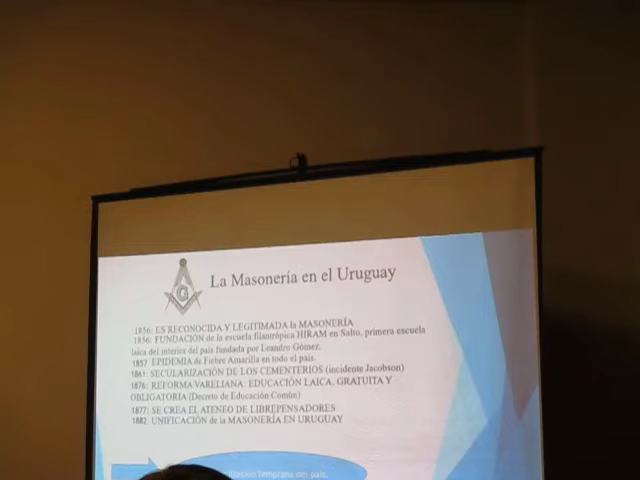 G
La Masonería en el Uruguay
1856: ES RECONOCIDA Y LEGITIMADA la MASONERÍA
1856: FUNDACIÓN de la escuela filantrópica HIRAM en Salto, primera escuela
laica del interior del país fundada por Leandro Gómez.
1857: EPIDEMIA de Fiebre Amarilla en todo el país.
1861: SECULARIZACIÓN DE LOS CEMENTERIOS (incidente Jacobson)
1876: REFORMA VARELIANA: EDUCACIÓN LAICA, GRATUITA Y
OBLIGATORIA (Decreto de Educación Común)
1877: SE CREA EL ATENEO DE LIBREPENSADORES
1882: UNIFICACIÓN de la MASONERÍA EN URUGUAY
temprana del país.